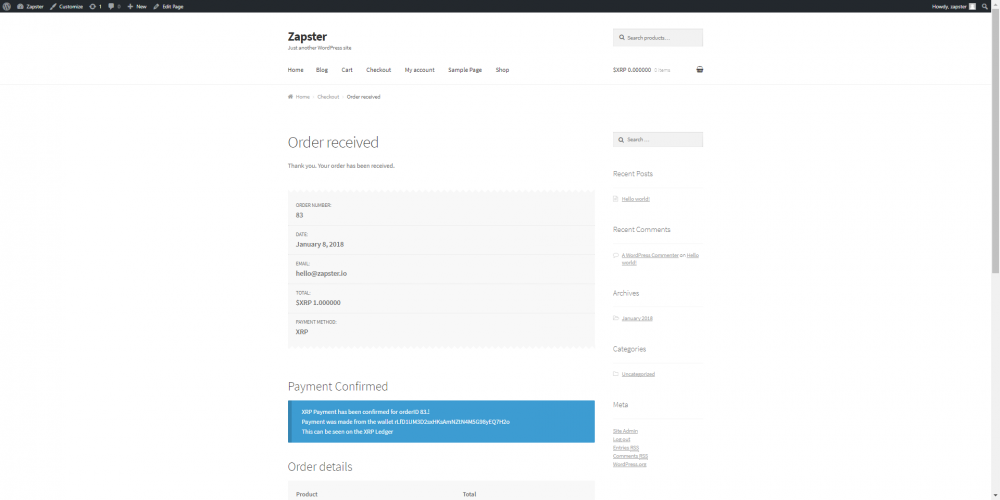 Zapster
Customize
1
0
New
Edit Page
Howdy, zapster
Zapster
Just another WordPress site
Search products…
Home
Blog
Cart
Checkout
My account
Sample Page
Shop
$XRP 0.000000
0 items
Home
Checkout
Order received
Order received
Thank you. Your order has been received.
ORDER NUMBER:
83
DATE:
January 8, 2018
EMAIL:
hello@zapster.io
TOTAL:
$XRP 1.000000
PAYMENT METHOD:
XRP
Payment Confirmed
XRP Payment has been confirmed for orderID 83.!
Payment was made from the wallet
This can be seen on the XRP Ledger
Order details
Product
Total
Search …
Recent Posts
Hello world!
Recent Comments
A WordPress Commenter on Hello
world!
Archives
January 2018
Categories
Uncategorized
Meta
Site Admin
Log out
Entries RSS
Comments RSS
WordPress.org